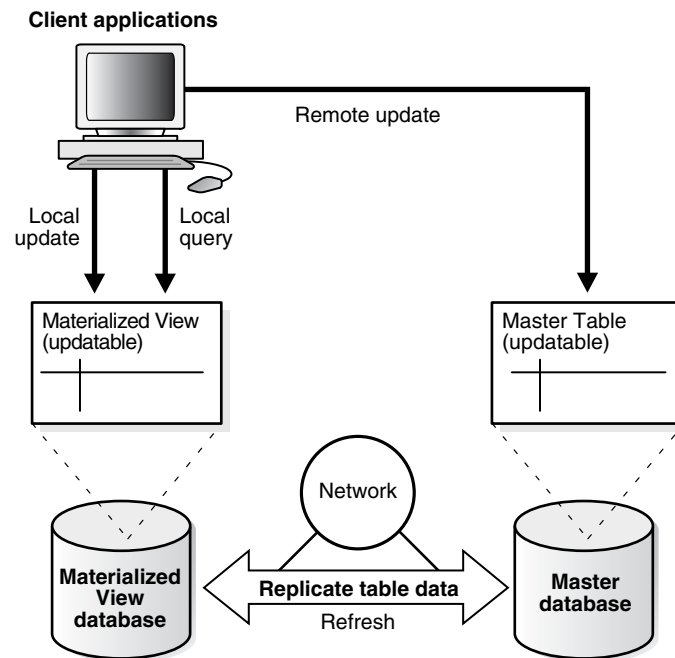 Client applications
Remote update
Local
update
Local
query
Materialized View
(updatable)
Master Table
(updatable)
Network
Materialized
View
database
Replicate table data
Refresh
Master
database